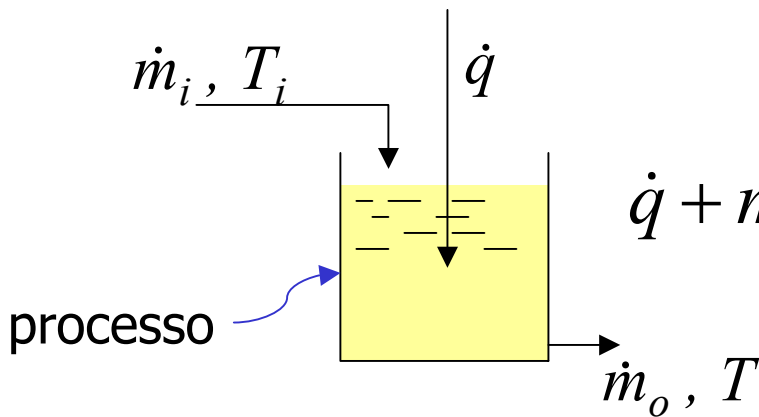 ṁᵢ , Tᵢ
q̇
q̇ +
processo
ṁₒ , T